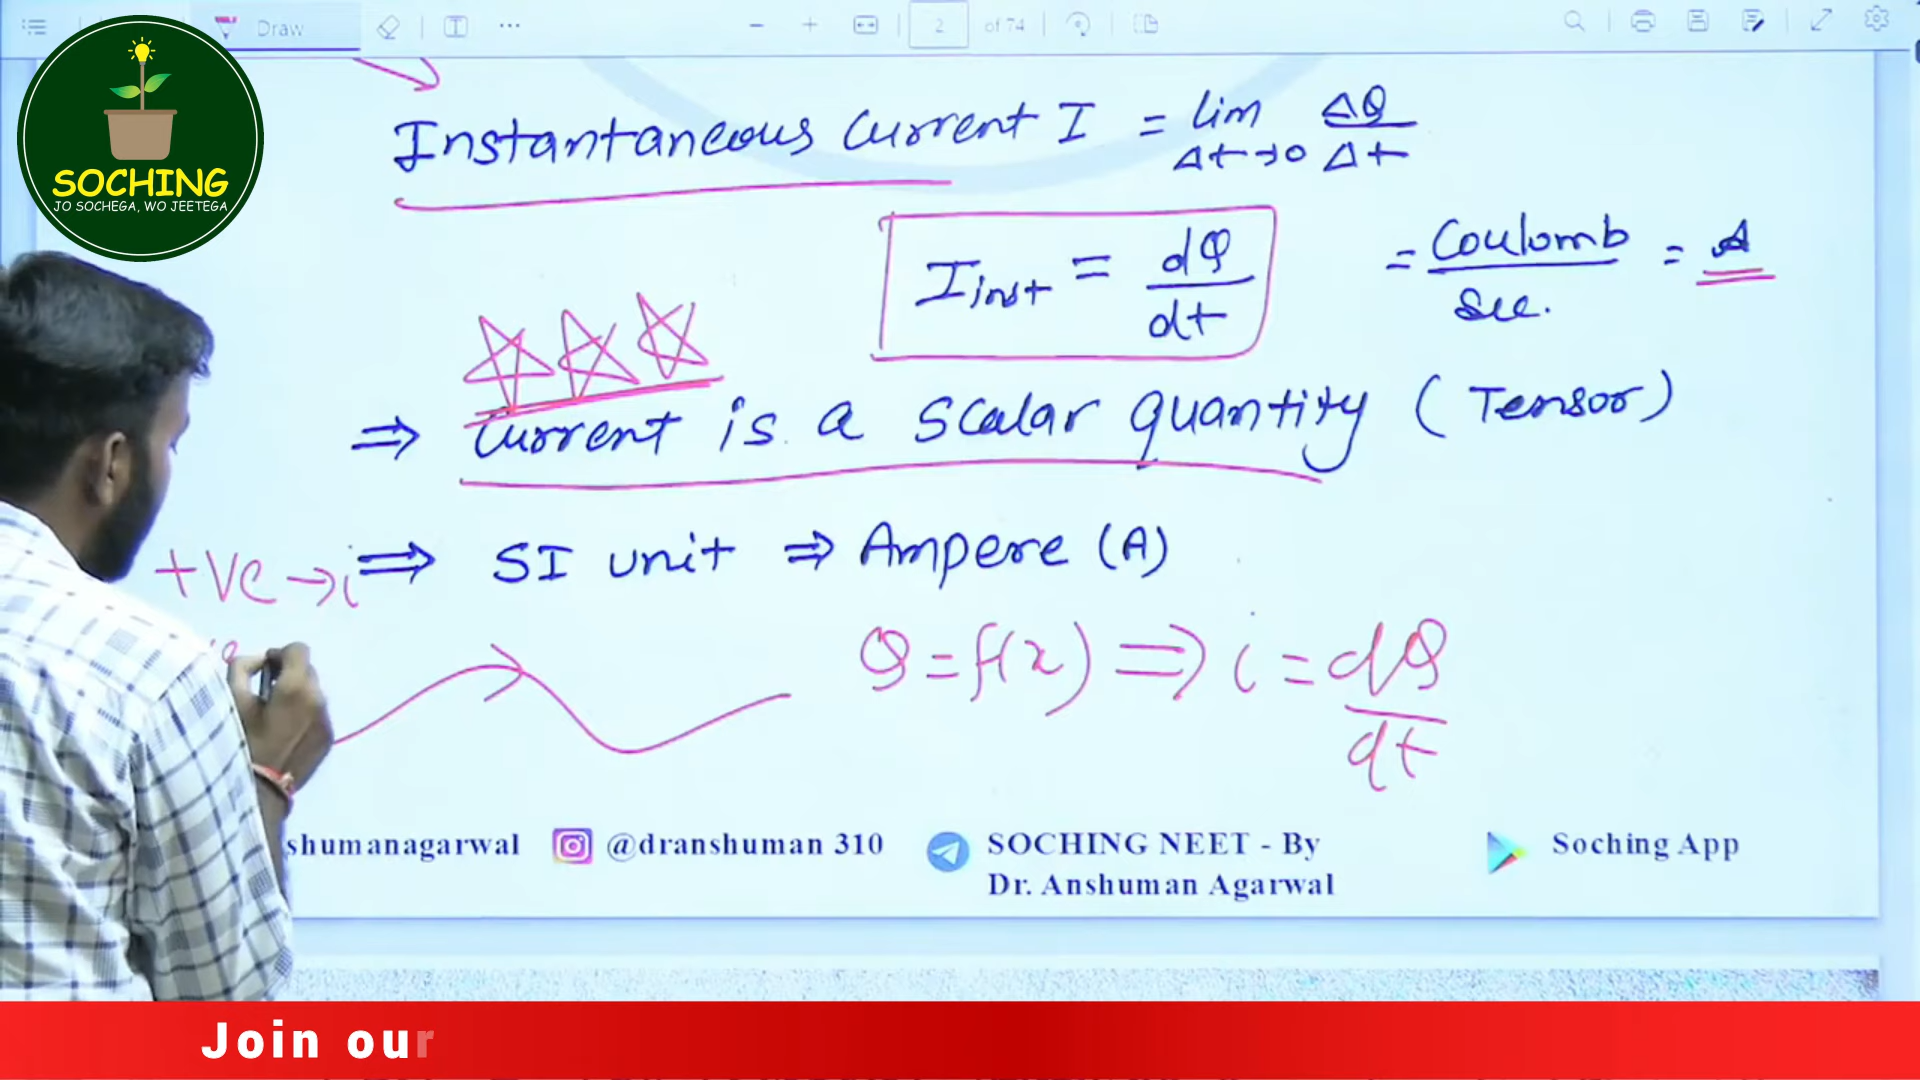 Draw
2 of 74
SOCHING
JO SOCHEGA, WO JEETEGA
Instantaneous Current I = lim Δt→0 ΔQ/Δt
I inst = dQ/dt = Coulomb/Sec. = A
⇒ Current is a scalar quantity (Tensor)
+ve → i
⇒ SI unit ⇒ Ampere (A)
Q = f(x) ⇒ i = dQ/dt
shumanagarwal
@dranshuman 310
SOCHING NEET - By
Dr. Anshuman Agarwal
Soching App
Join our